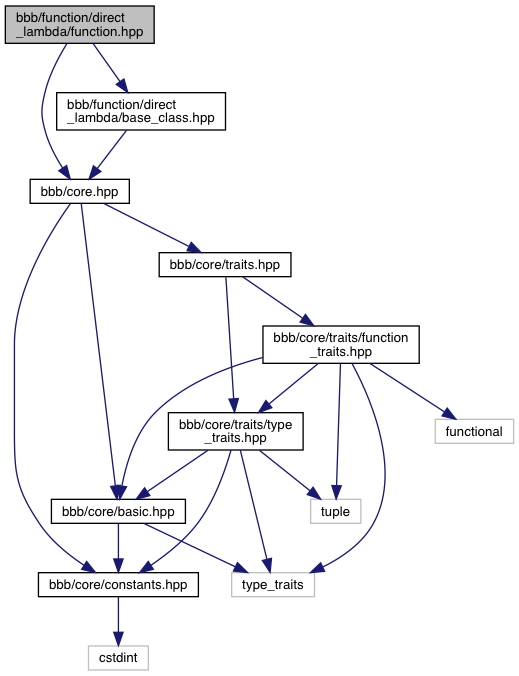 bbb/function/direct
_lambda/function.hpp
bbb/function/direct
_lambda/base_class.hpp
bbb/core.hpp
bbb/core/traits.hpp
bbb/core/traits/function
_traits.hpp
bbb/core/traits/type
_traits.hpp
functional
bbb/core/basic.hpp
tuple
bbb/core/constants.hpp
type_traits
cstdint